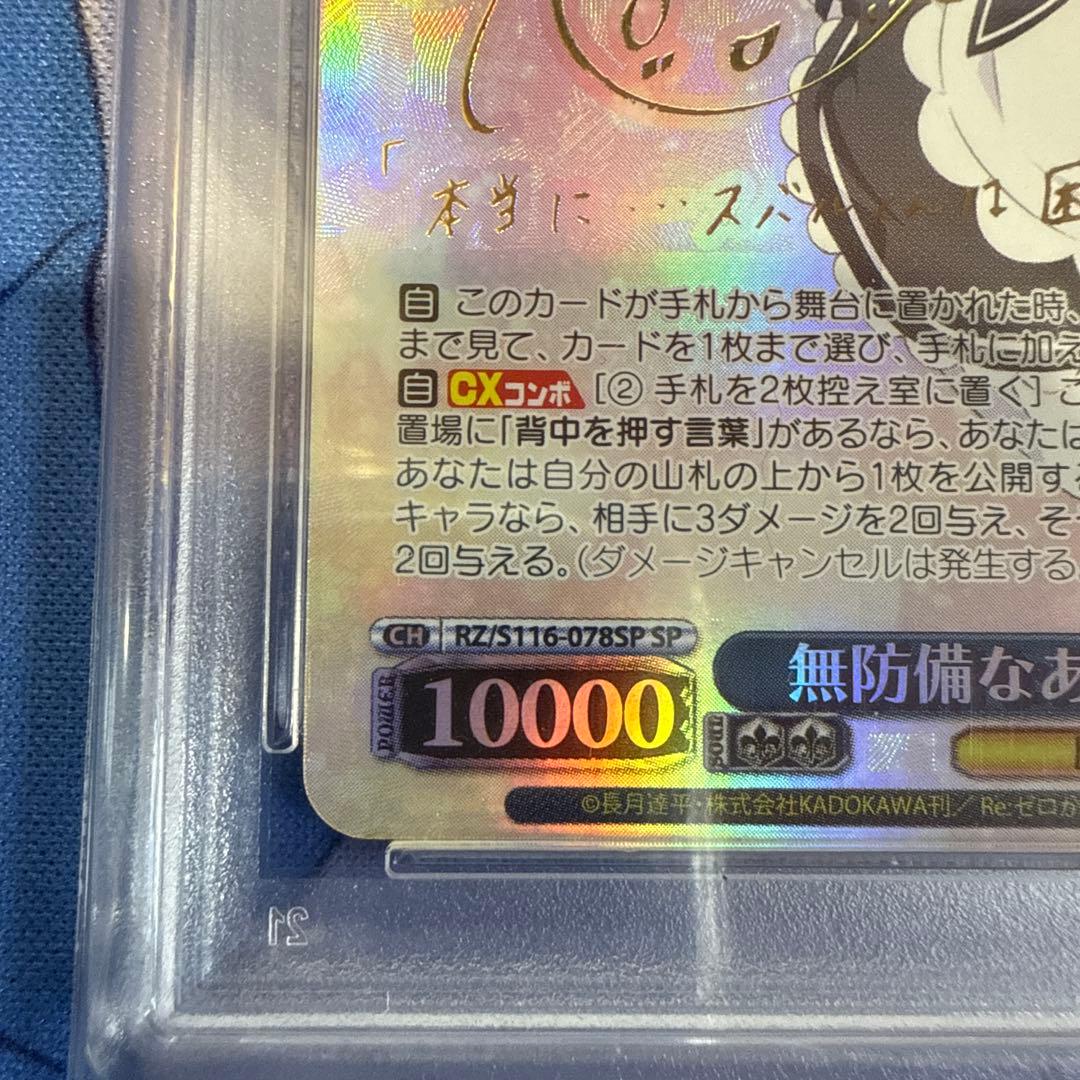 「本当に…スバルくんは困
自 このカードが手札から舞台に置かれた時、
まで見て、カードを1枚まで選び、手札に加え
自 CXコンボ [② 手札を2枚控え室に置く] こ
置場に「背中を押す言葉」があるなら、あなたは
あなたは自分の山札の上から1枚を公開する
キャラなら、相手に3ダメージを2回与え、そ
2回与える。(ダメージキャンセルは発生する
CH RZ/S116-078SP SP
無防備なあ
POWER 10000
©長月達平・株式会社KADOKAWA刊／Re:ゼロか
21